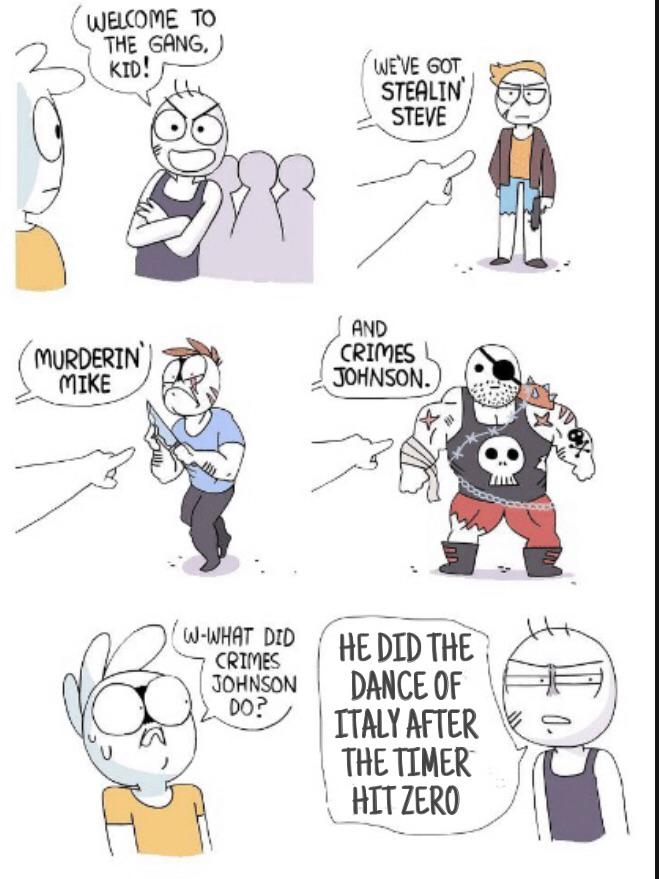 WELCOME TO
THE GANG,
KID!
WE'VE GOT
STEALIN'
STEVE
MURDERIN'
MIKE
AND
CRIMES
JOHNSON.
W-WHAT DID
CRIMES
JOHNSON
DO?
HE DID THE
DANCE OF
ITALY AFTER
THE TIMER
HIT ZERO